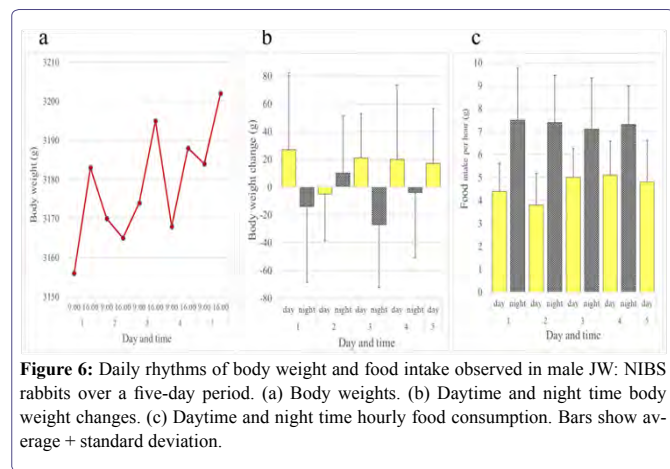 a
b
c
3210
3200
3190
3180
3170
3160
3150
Body weight (g)
9:00 16:00 9:00 16:00 9:00 16:00 9:00 16:00 9:00 16:00
1 2 3 4
Day and time
80
60
40
20
0
-20
-40
-60
-80
Body weight change (g)
day night day night day night day night day
1 2 3 4 5
Day and time
10
9
8
7
6
5
4
3
2
1
0
Food intake per hour (g)
day night day night day night day night day
1 2 3 4 5
Day and time
Figure 6: Daily rhythms of body weight and food intake observed in male JW: NIBS
rabbits over a five-day period. (a) Body weights. (b) Daytime and night time body
weight changes. (c) Daytime and night time hourly food consumption. Bars show av-
erage + standard deviation.